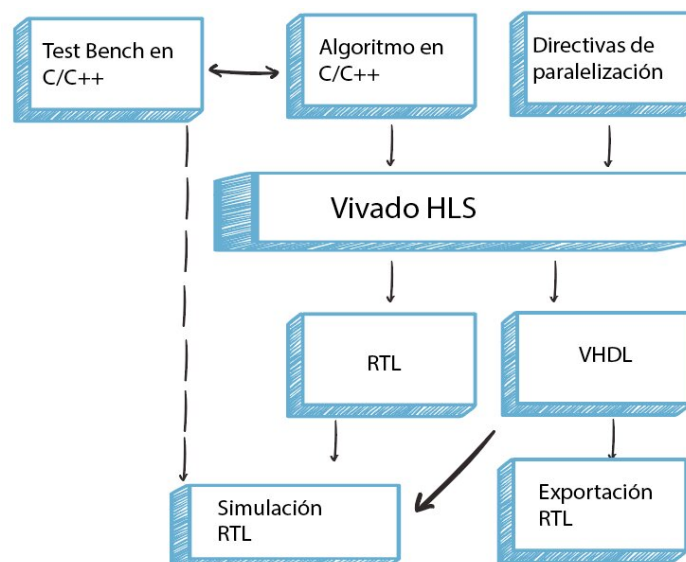 Test Bench en
C/C++
Algoritmo en
C/C++
Directivas de
paralelización
Vivado HLS
RTL
VHDL
Simulación
RTL
Exportación
RTL